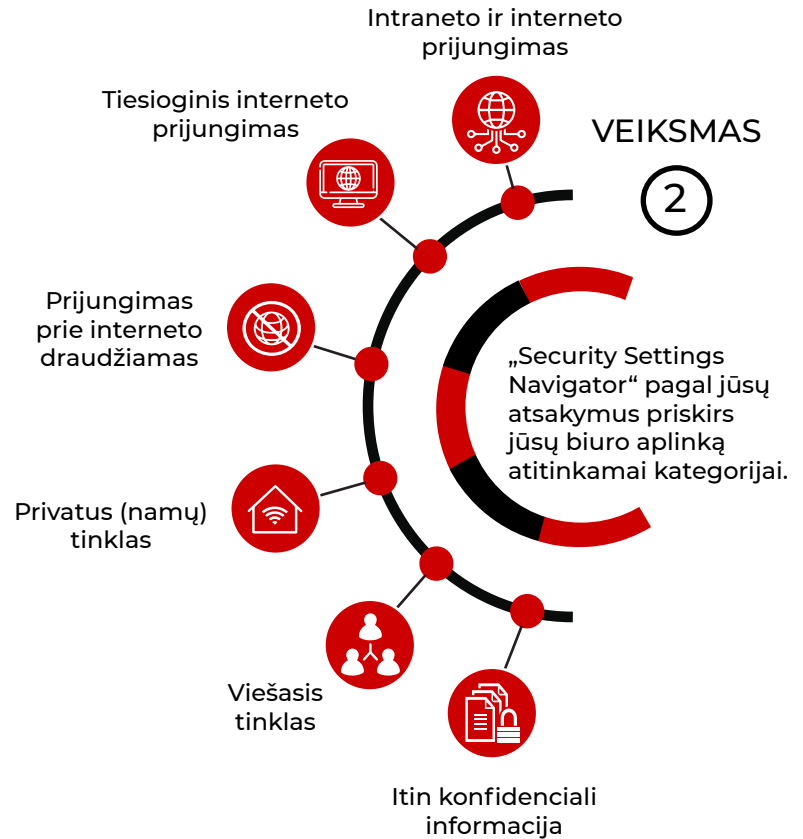 Intraneto ir interneto
prijungimas
Tiesioginis interneto
prijungimas
VEIKSMAS
2
Prijungimas
prie interneto
draudžiamas
„Security Settings
Navigator“ pagal jūsų
atsakymus priskirs
jūsų biuro aplinką
atitinkamai kategorijai.
Privatus (namų)
tinklas
Viešasis
tinklas
Itin konfidenciali
informacija